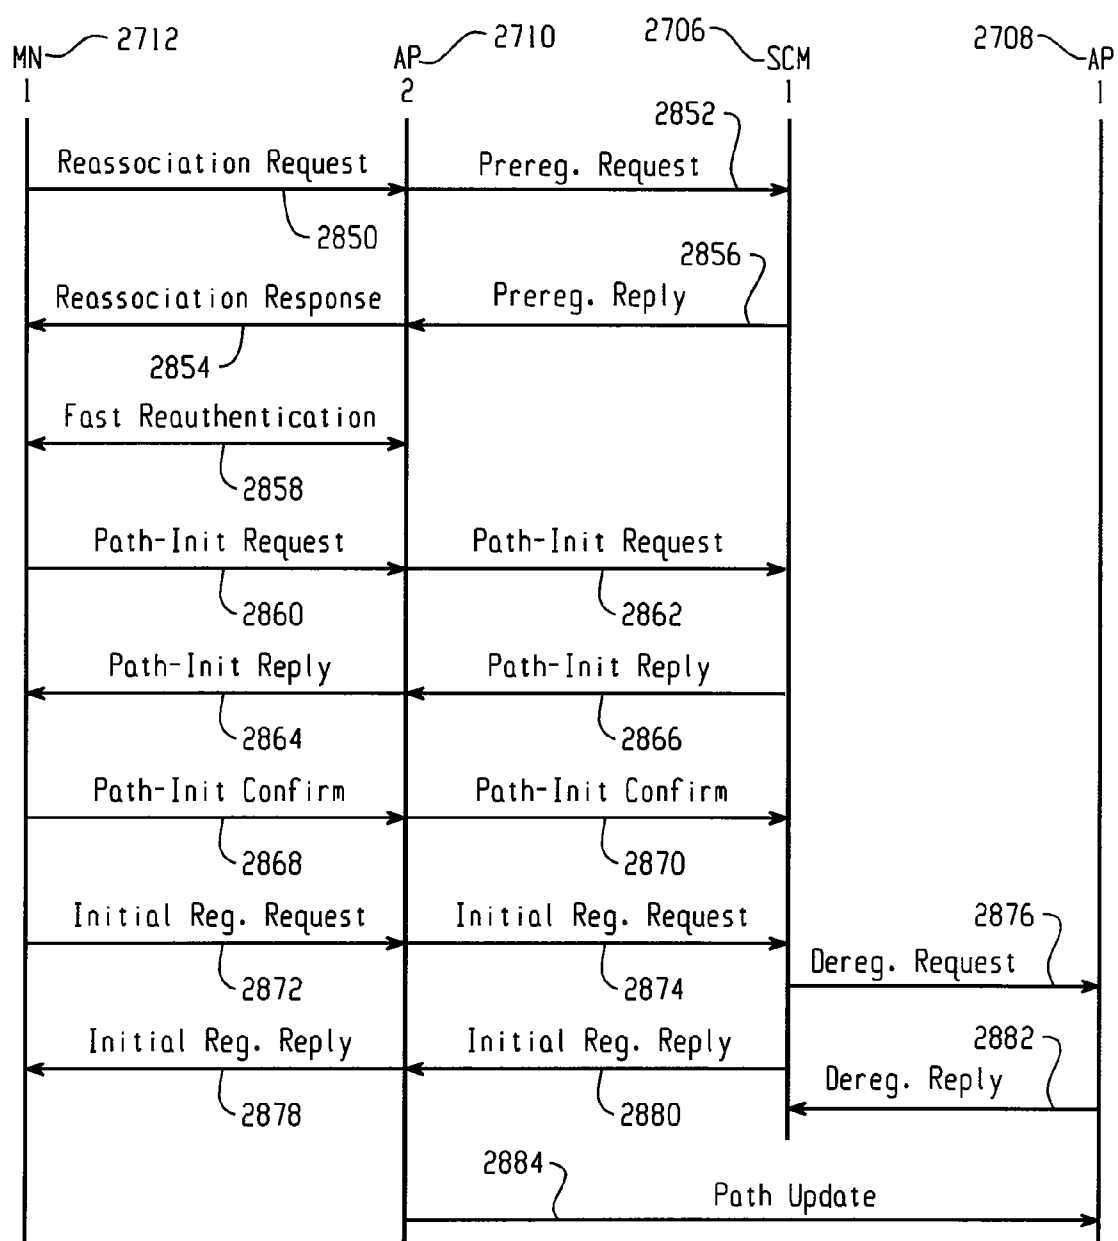 MN 2712 AP 2710 2706 SCM 2708 AP
1 2 1 1
2852
Reassociation Request Prereg. Request
2850
2856
Reassociation Response Prereg. Reply
2854
Fast Reauthentication
2858
Path-Init Request Path-Init Request
2860 2862
Path-Init Reply Path-Init Reply
2864 2866
Path-Init Confirm Path-Init Confirm
2868 2870
Initial Reg. Request Initial Reg. Request 2876
Dereg. Request
2872 2874
Initial Reg. Reply Initial Reg. Reply 2882
Dereg. Reply
2878 2880
2884
Path Update